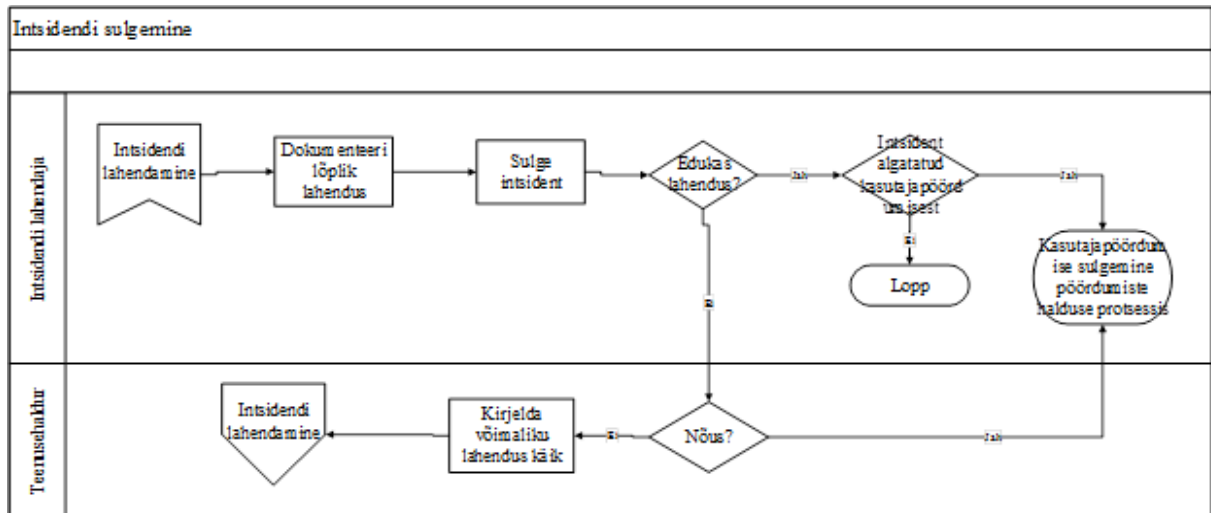 Intsidendi sulgemine
Intsidendi lahendaja
Intsidendi
lahendamine
Dokumenteeri
lõplik
lahendus
Sulge
intsident
Edukas
lahendus?
Jah
Intsident
algatatud
kasutajapöörd
umisest
Jah
Ei
Lopp
Kasutajapöördum
ise sulgemine
pöördumiste
halduse protsessis
Ei
Teenusehaldur
Intsidendi
lahendamine
Kirjelda
võimaliku
lahendus käik
Ei
Nõus?
Jah